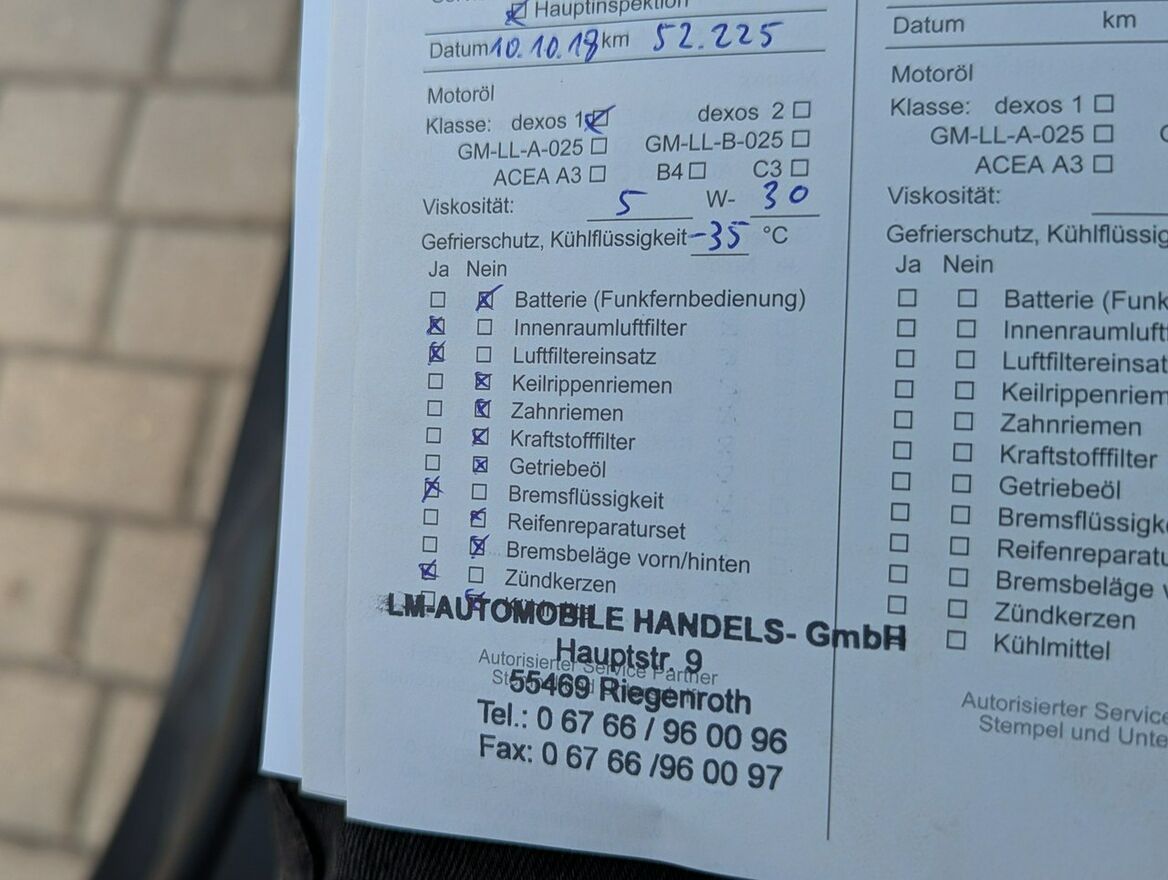 Hauptinspektion
Datum 10.10.18 km 52.225
Motoröl
Klasse: dexos 1 dexos 2
GM-LL-A-025 GM-LL-B-025
ACEA A3 B4 C3
Viskosität: 5 W- 30
Gefrierschutz, Kühlflüssigkeit -35 °C
Ja Nein
Batterie (Funkfernbedienung)
Innenraumluftfilter
Luftfiltereinsatz
Keilrippenriemen
Zahnriemen
Kraftstofffilter
Getriebeöl
Bremsflüssigkeit
Reifenreparaturset
Bremsbeläge vorn/hinten
Zündkerzen
LM-AUTOMOBILE HANDELS- GmbH
Hauptstr. 9
Autorisierter Service Partner
55469 Riegenroth
Tel.: 0 67 66 / 96 00 96
Fax: 0 67 66 /96 00 97
Datum km
Motoröl
Klasse: dexos 1
GM-LL-A-025
ACEA A3
Viskosität:
Gefrierschutz, Kühlflüssig
Ja Nein
Batterie (Funk
Innenraumluft
Luftfiltereinsat
Keilrippenriem
Zahnriemen
Kraftstofffilter
Getriebeöl
Bremsflüssigk
Reifenreparatu
Bremsbeläge
Zündkerzen
Kühlmittel
Autorisierter Service
Stempel und Unte